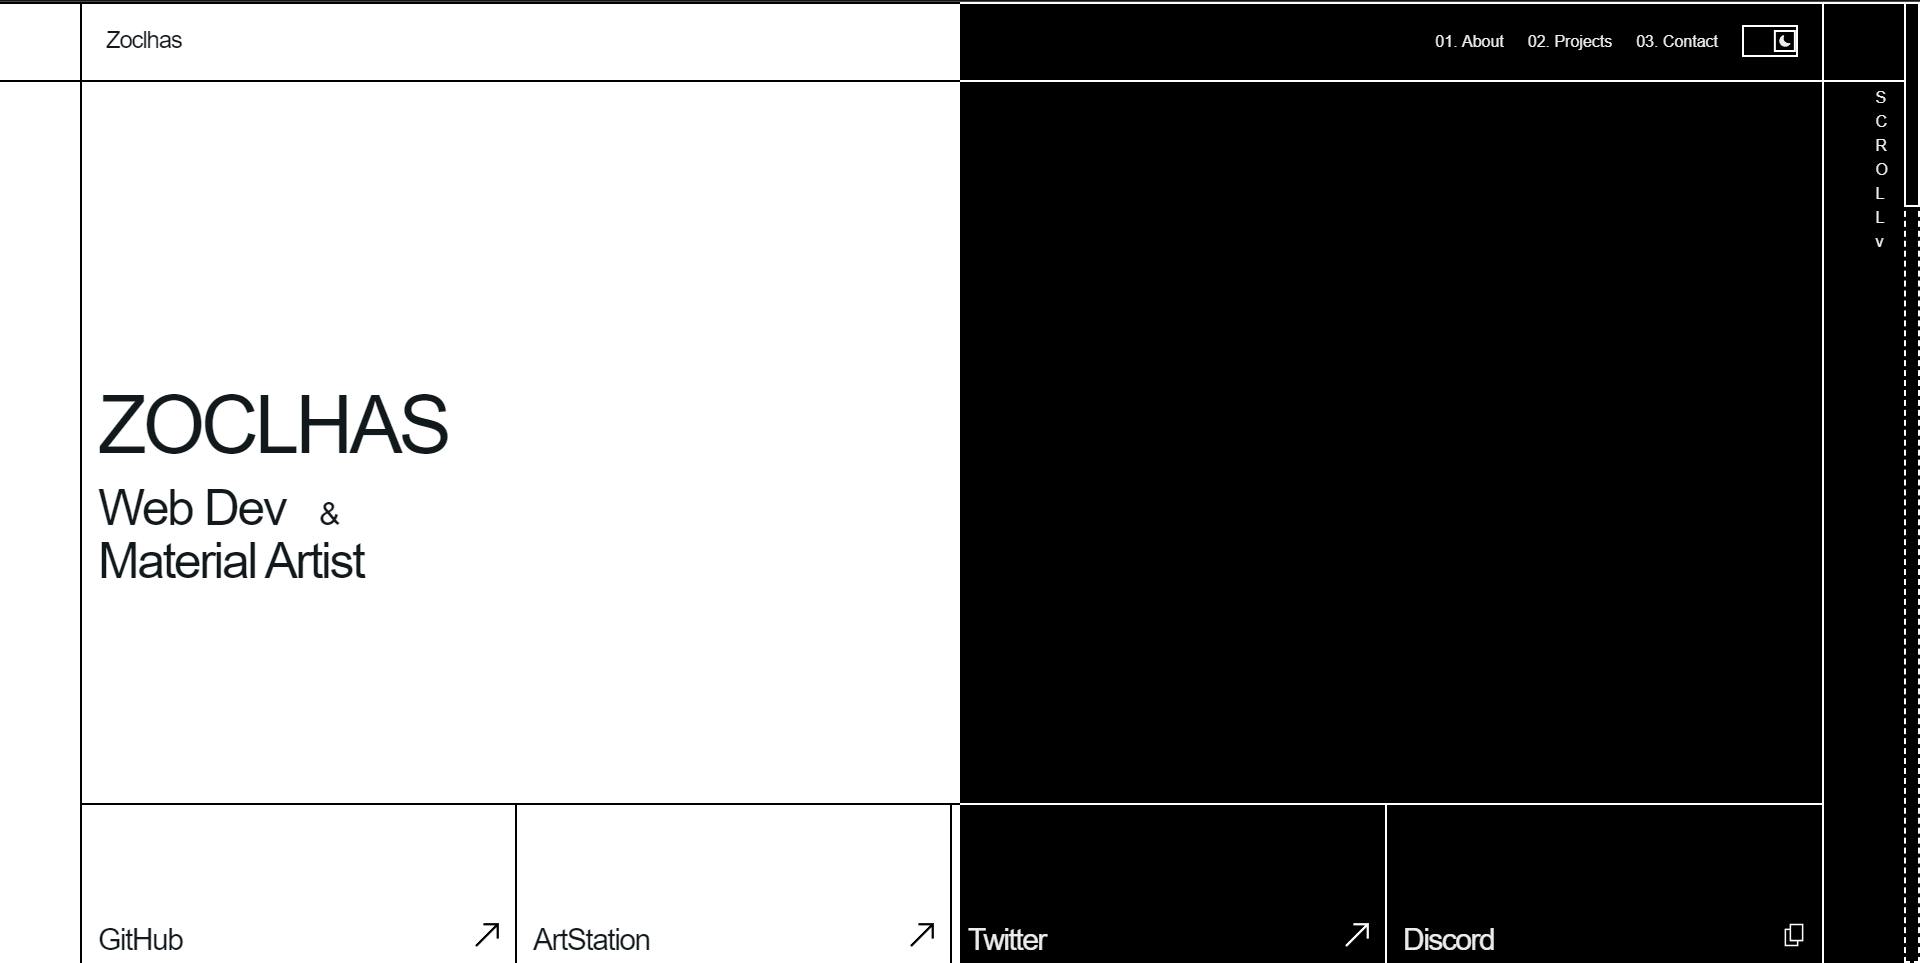 Zoclhas
01. About
02. Projects
03. Contact
S
C
R
O
L
L
v
ZOCLHAS
Web Dev &
Material Artist
GitHub
ArtStation
Twitter
Discord